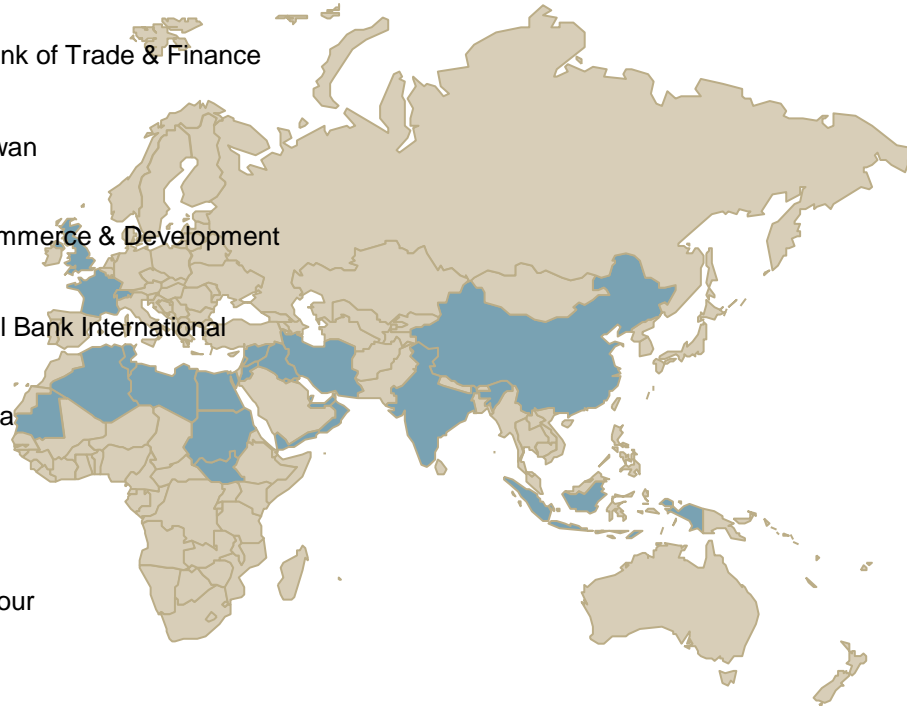 nk of Trade & Finance
wan
mmerce & Development
l Bank International
a
our